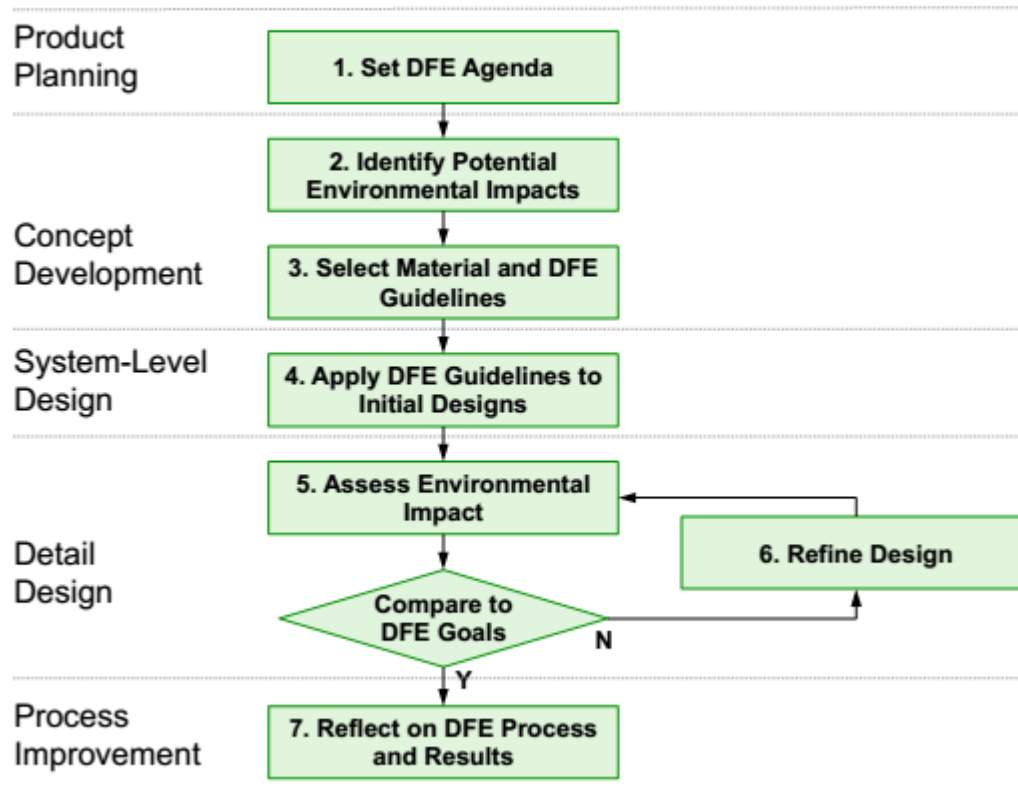 Product
Planning
1. Set DFE Agenda
2. Identify Potential
Environmental Impacts
Concept
Development
3. Select Material and DFE
Guidelines
System-Level
Design
4. Apply DFE Guidelines to
Initial Designs
5. Assess Environmental
Impact
Detail
Design
6. Refine Design
Compare to
DFE Goals
N
Y
Process
Improvement
7. Reflect on DFE Process
and Results